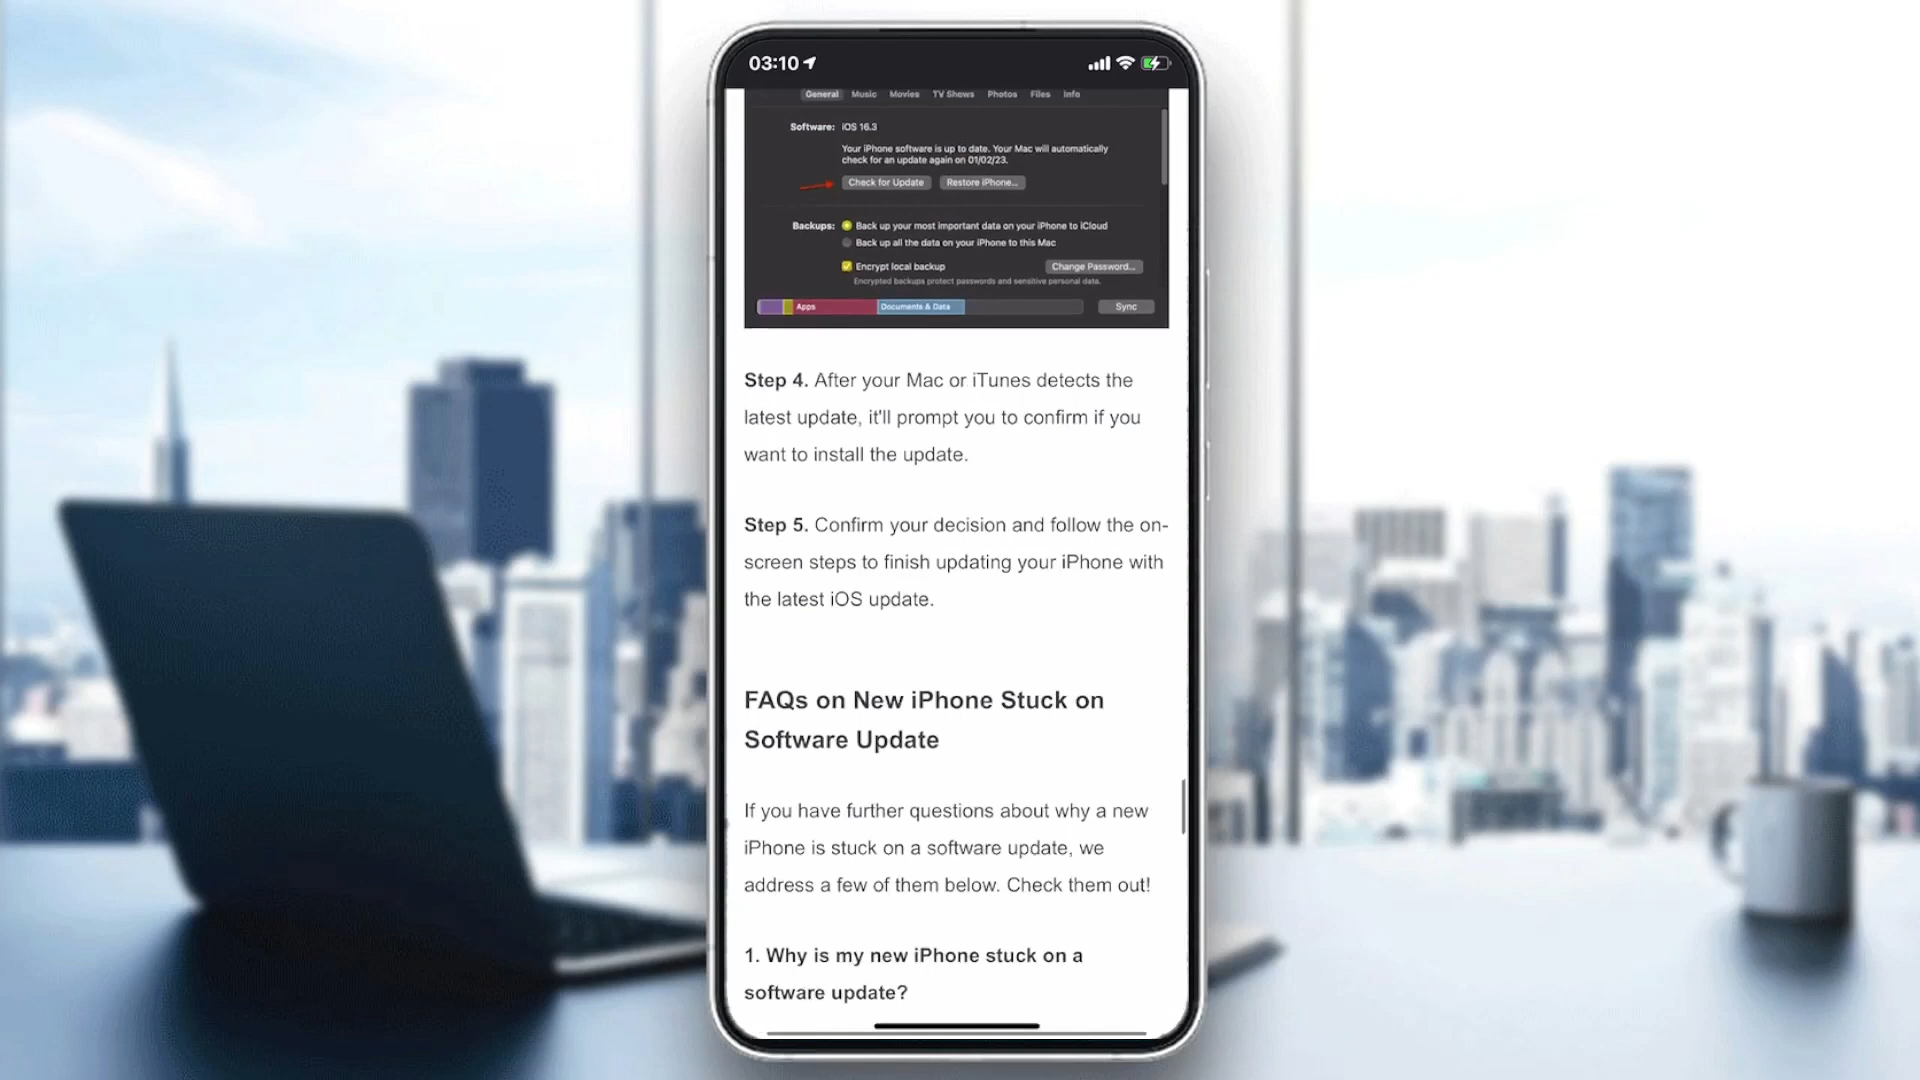 03:10
General Music Movies TV Shows Photos Files Info
Software: iOS 16.3
Your iPhone software is up to date. Your Mac will automatically
check for an update again on 01/02/23.
Check for Update Restore iPhone...
Backups: Back up your most important data on your iPhone to iCloud
Back up all the data on your iPhone to this Mac
Encrypt local backup Change Password...
Encrypted backups protect passwords and sensitive personal data.
Apps Documents & Data Sync
Step 4. After your Mac or iTunes detects the
latest update, it'll prompt you to confirm if you
want to install the update.
Step 5. Confirm your decision and follow the on-
screen steps to finish updating your iPhone with
the latest iOS update.
FAQs on New iPhone Stuck on
Software Update
If you have further questions about why a new
iPhone is stuck on a software update, we
address a few of them below. Check them out!
1. Why is my new iPhone stuck on a
software update?